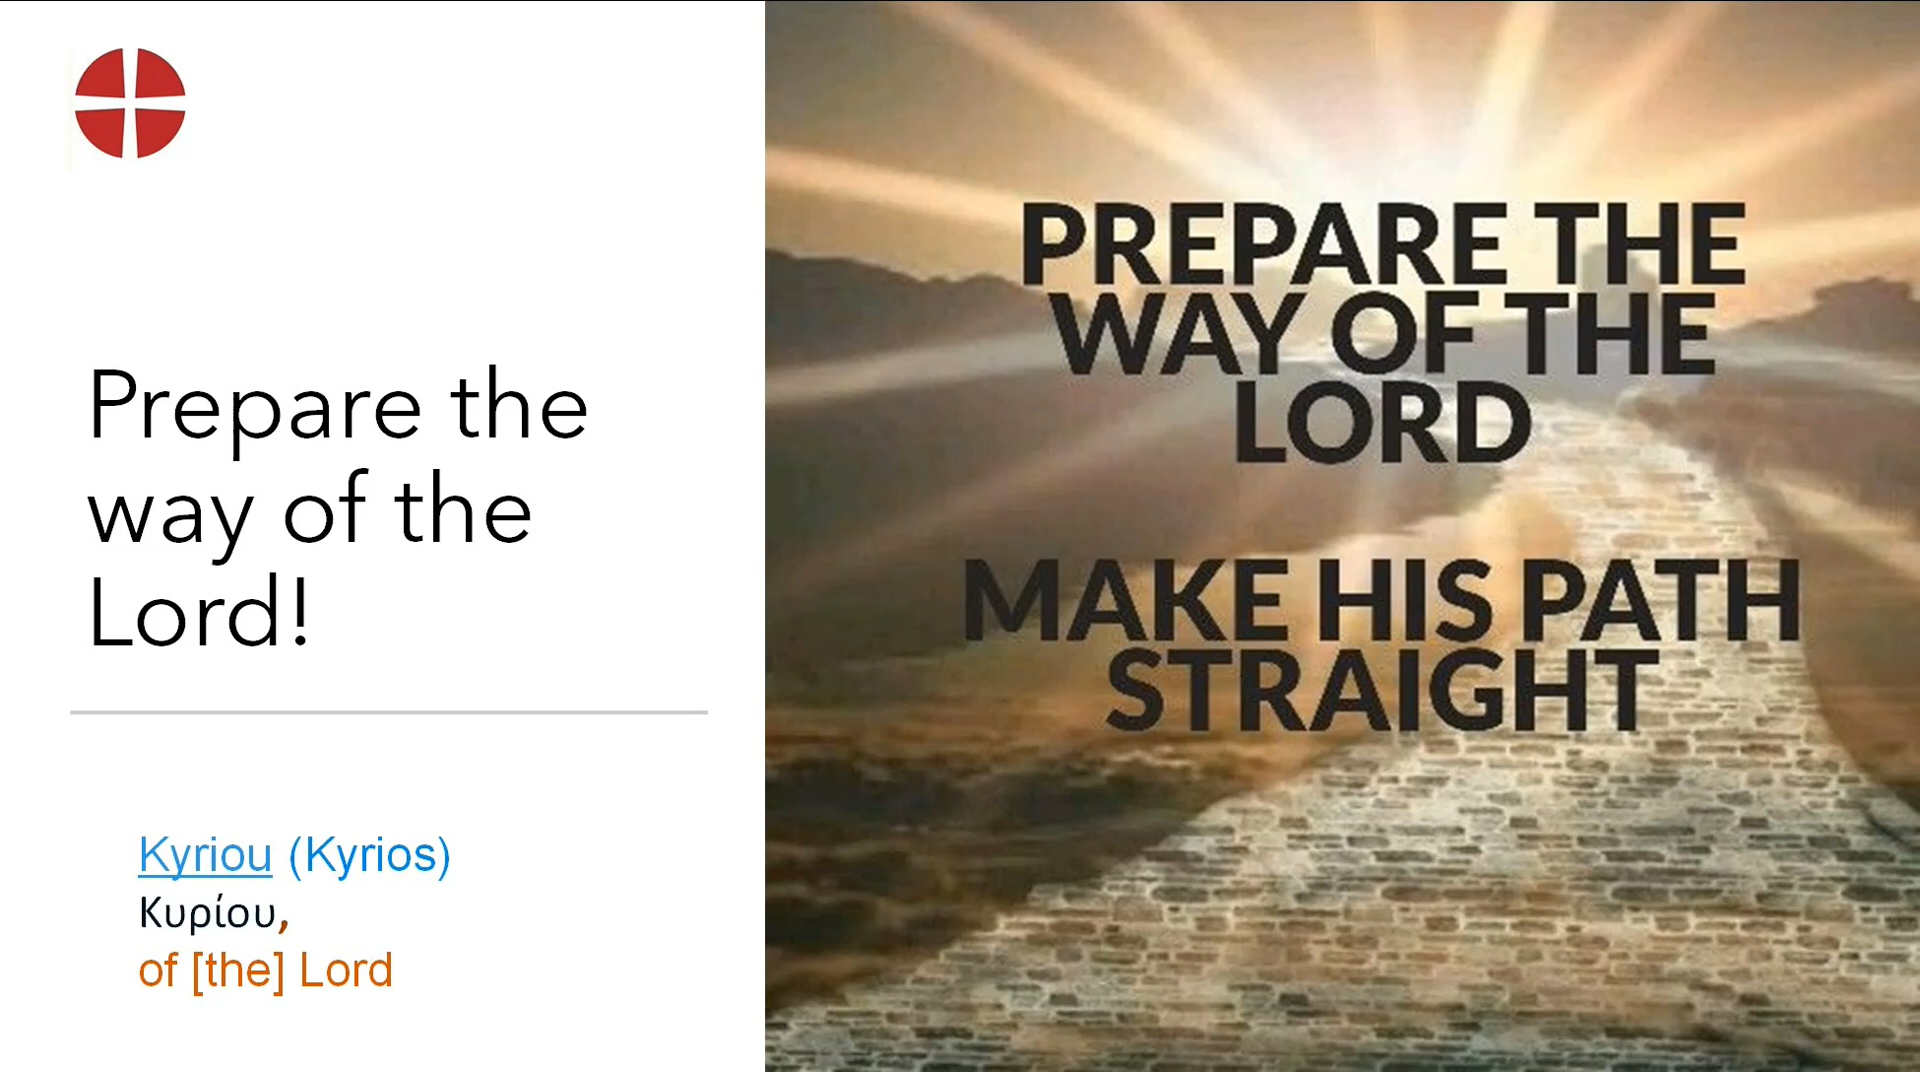 Prepare the
way of the
Lord!
Kyriou (Kyrios)
Κυρίου,
of [the] Lord
PREPARE THE
WAY OF THE
LORD
MAKE HIS PATH
STRAIGHT